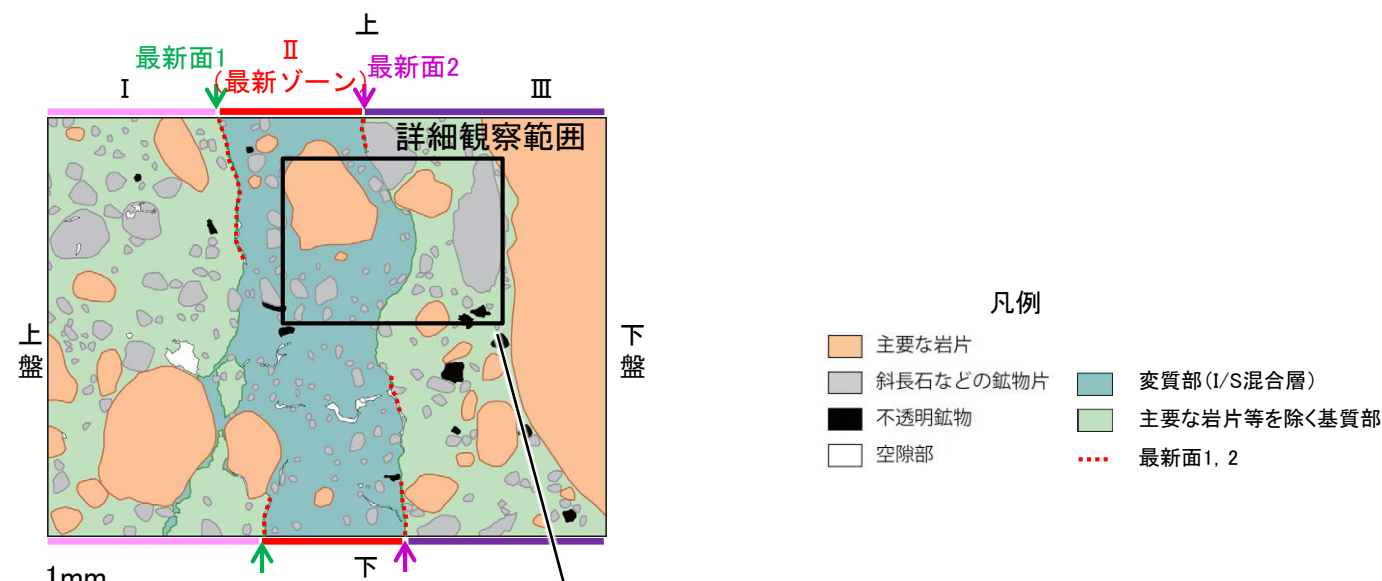 上
最新面1
Ⅱ
(最新ゾーン)
最新面2
Ⅰ
Ⅲ
詳細観察範囲
上盤
下盤
下
1mm
凡例
主要な岩片
斜長石などの鉱物片
不透明鉱物
空隙部
変質部(I/S混合層)
主要な岩片等を除く基質部
最新面1, 2